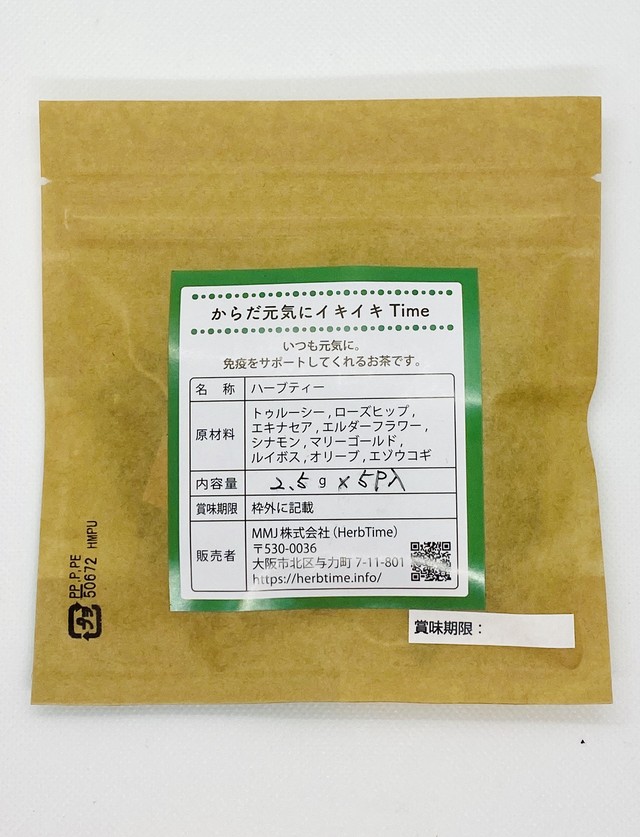 からだ元気にイキイキ Time
いつも元気に。
免疫をサポートしてくれるお茶です。
名 称 ハーブティー
原材料 トゥルーシー , ローズヒップ ,
エキナセア , エルダーフラワー ,
シナモン , マリーゴールド ,
ルイボス , オリーブ , エゾウコギ
内容量 2.5 g x 5P入
賞味期限 枠外に記載
販売者 MMJ 株式会社 (HerbTime)
〒530-0036
大阪市北区与力町 7-11-801
https://herbtime.info/
賞味期限：
プラ
PP,P,PE
50672 HMPU